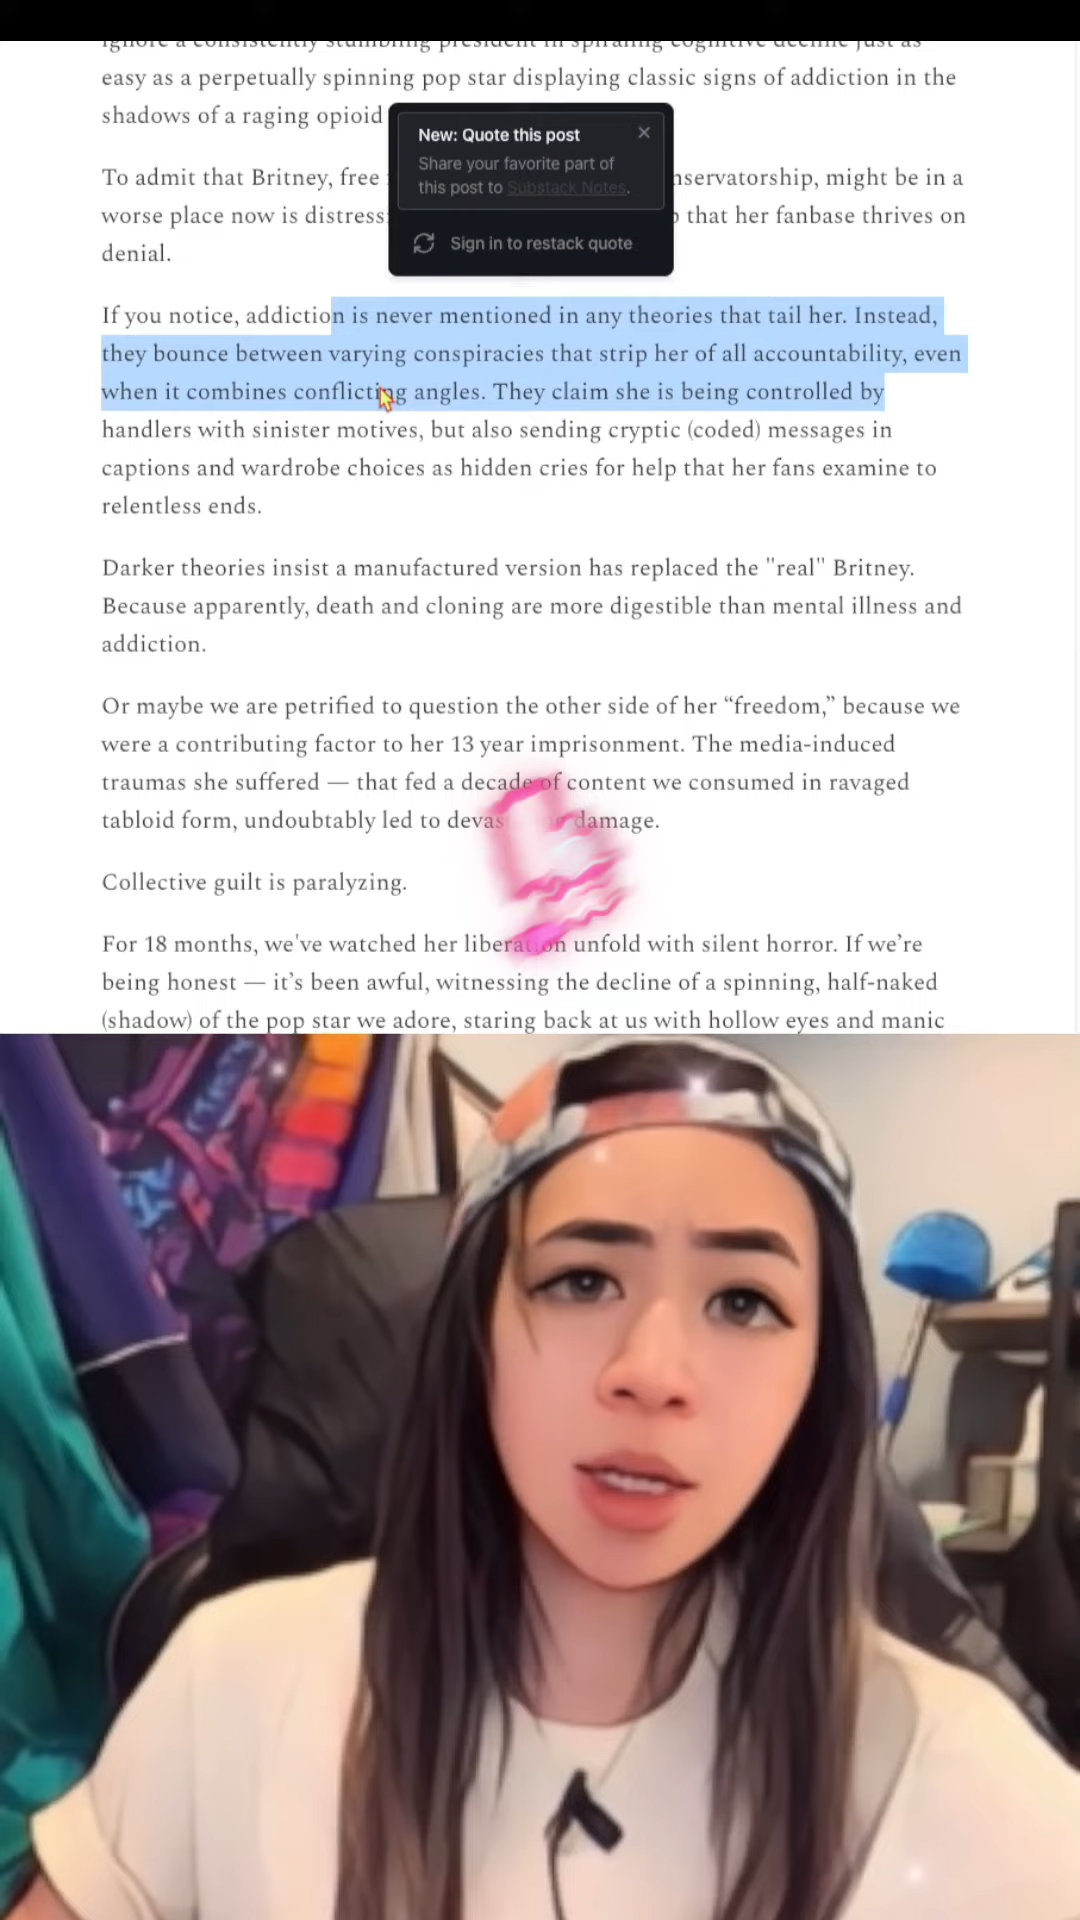 ignore a consistently stumbling president in spiraling cognitive decline just as
easy as a perpetually spinning pop star displaying classic signs of addiction in the
shadows of a raging opioid
New: Quote this post
Share your favorite part of
this post to Substack Notes.
Sign in to restack quote
To admit that Britney, free nservatorship, might be in a
worse place now is distress that her fanbase thrives on
denial.
If you notice, addiction is never mentioned in any theories that tail her. Instead,
they bounce between varying conspiracies that strip her of all accountability, even
when it combines conflicting angles. They claim she is being controlled by
handlers with sinister motives, but also sending cryptic (coded) messages in
captions and wardrobe choices as hidden cries for help that her fans examine to
relentless ends.
Darker theories insist a manufactured version has replaced the "real" Britney.
Because apparently, death and cloning are more digestible than mental illness and
addiction.
Or maybe we are petrified to question the other side of her “freedom,” because we
were a contributing factor to her 13 year imprisonment. The media-induced
traumas she suffered — that fed a decade of content we consumed in ravaged
tabloid form, undoubtably led to devas damage.
Collective guilt is paralyzing.
For 18 months, we've watched her liberation unfold with silent horror. If we’re
being honest — it’s been awful, witnessing the decline of a spinning, half-naked
(shadow) of the pop star we adore, staring back at us with hollow eyes and manic